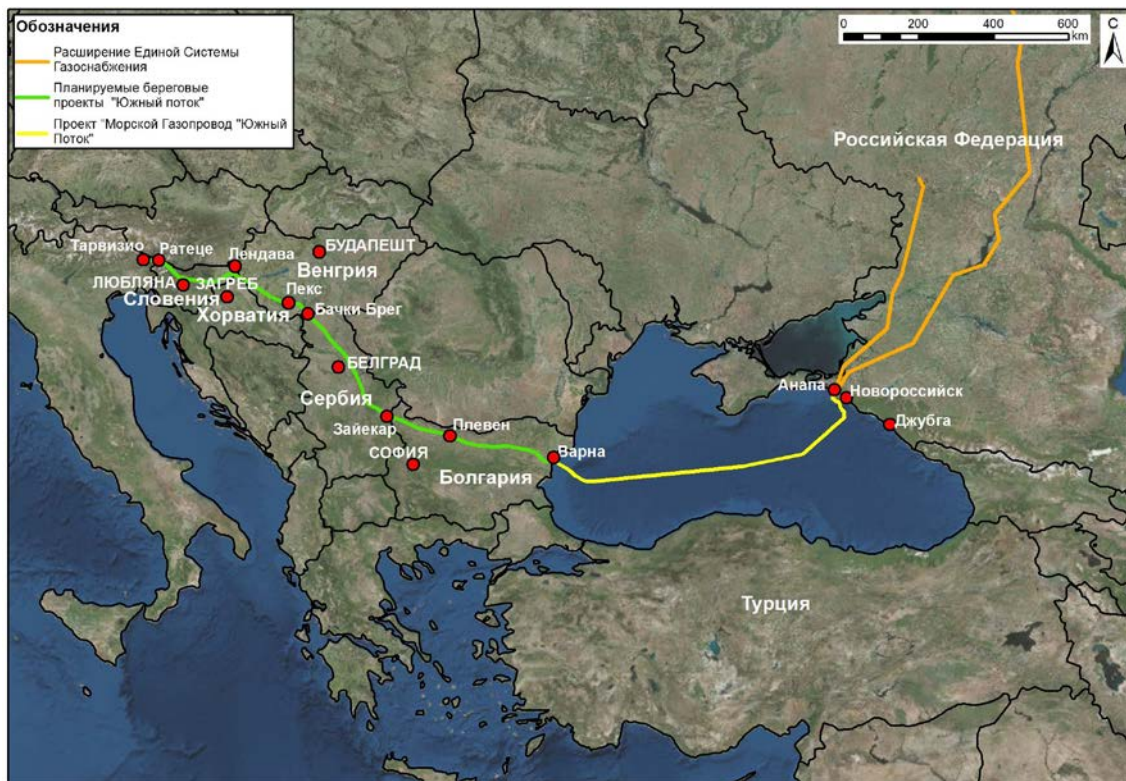 Обозначения
Расширение Единой Системы
Газоснабжения
Планируемые береговые
проекты "Южный поток"
Проект "Морской Газопровод "Южный
Поток"
0 200 400 600
km
С
Российская Федерация
Тарвизио
Ратеце
Лендава
БУДАПЕШТ
Венгрия
ЛЮБЛЯНА
ЗАГРЕБ
Словения
Пекс
Хорватия
Бачки Брег
БЕЛГРАД
Сербия
Зайекар
Плевен
СОФИЯ
Варна
Болгария
Анапа
Новороссийск
Джубга
Турция